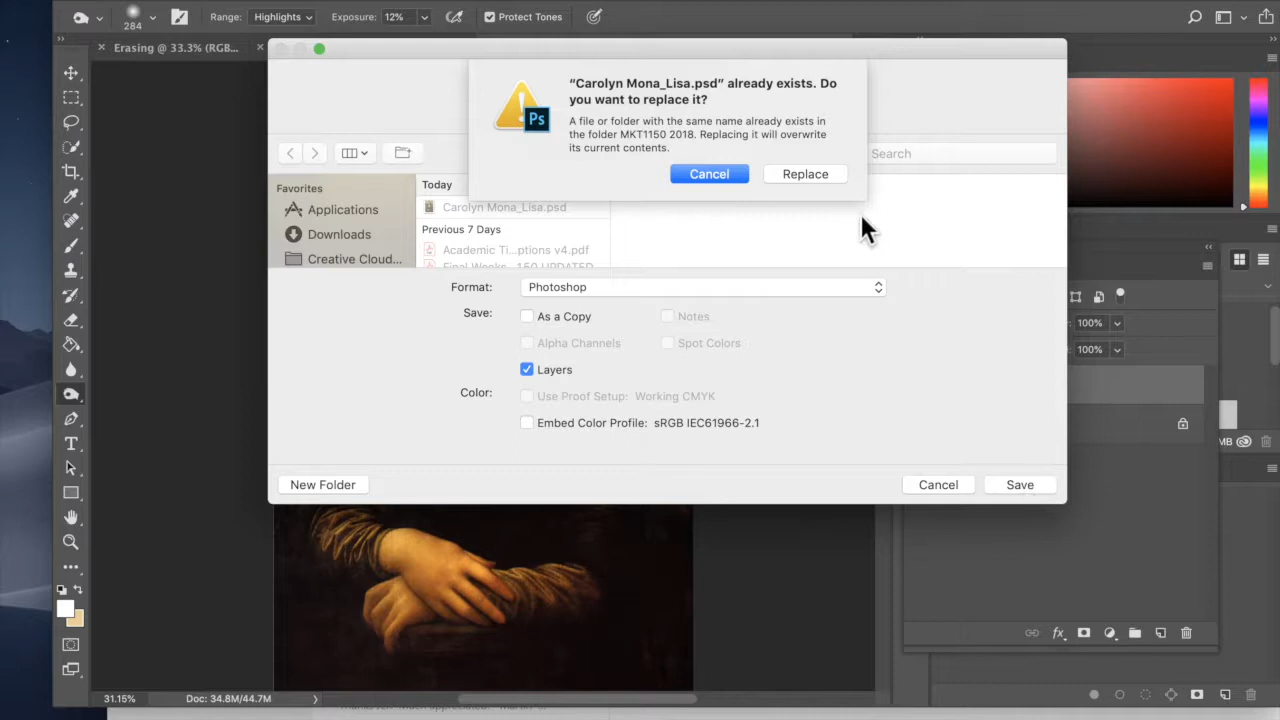 284
Range: Highlights
Exposure: 12%
Protect Tones
Erasing @ 33.3% (RGB...
"Carolyn Mona_Lisa.psd" already exists. Do
you want to replace it?
A file or folder with the same name already exists in
the folder MKT1150 2018. Replacing it will overwrite
its current contents.
Ps
Cancel
Replace
Search
Favorites
Applications
Downloads
Creative Cloud...
Today
Carolyn Mona_Lisa.psd
Previous 7 Days
Academic Ti...ptions v4.pdf
Format: Photoshop
Save: As a Copy
Notes
Alpha Channels
Spot Colors
Layers
Color: Use Proof Setup: Working CMYK
Embed Color Profile: sRGB IEC61966-2.1
New Folder
Cancel
Save
100%
100%
MB
fx
T
31.15%
Doc: 34.8M/44.7M